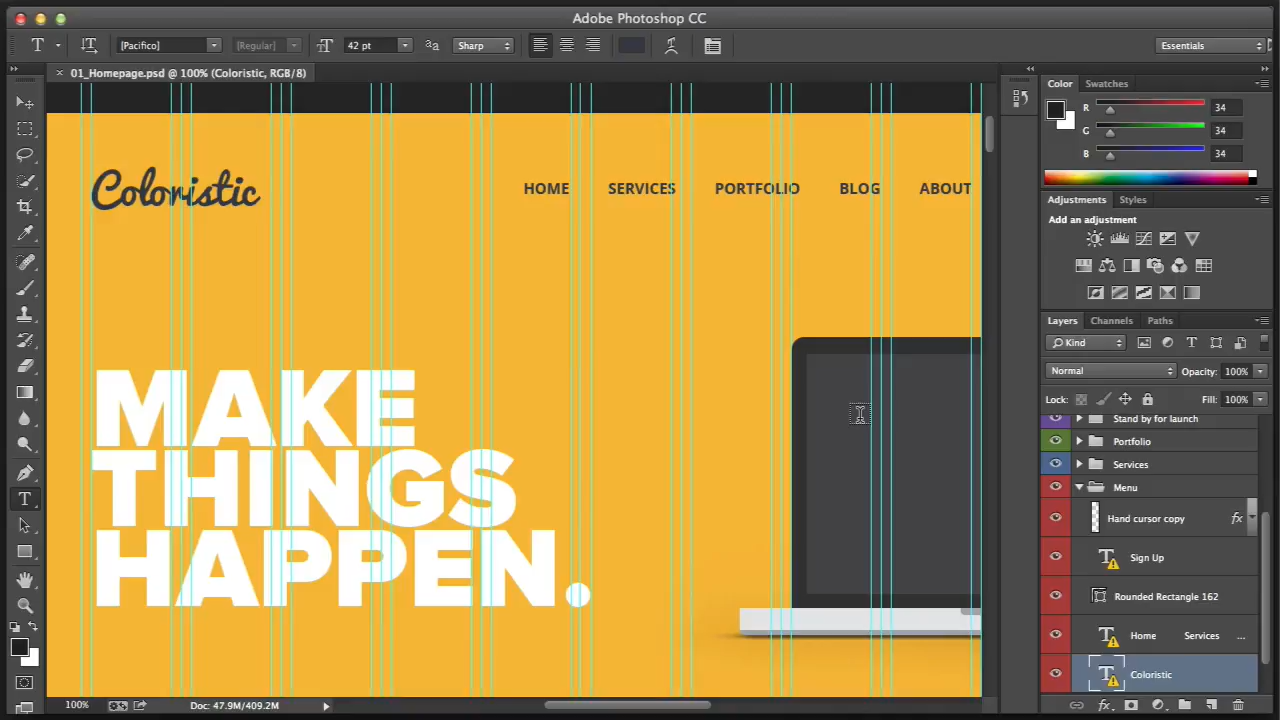 Adobe Photoshop CC
T [Pacifico] [Regular] 42 pt Sharp Essentials
01_Homepage.psd @ 100% (Coloristic, RGB/8)
Color Swatches
R 34
G 34
B 34
Coloristic
HOME SERVICES PORTFOLIO BLOG ABOUT
Adjustments Styles
Add an adjustment
Layers Channels Paths
Kind
Normal Opacity: 100%
Lock: Fill: 100%
MAKE
THINGS
HAPPEN.
Stand by for launch
Portfolio
Services
Menu
Hand cursor copy fx
Sign Up
Rounded Rectangle 162
Home Services ...
Coloristic
100% Doc: 47.9M/409.2M